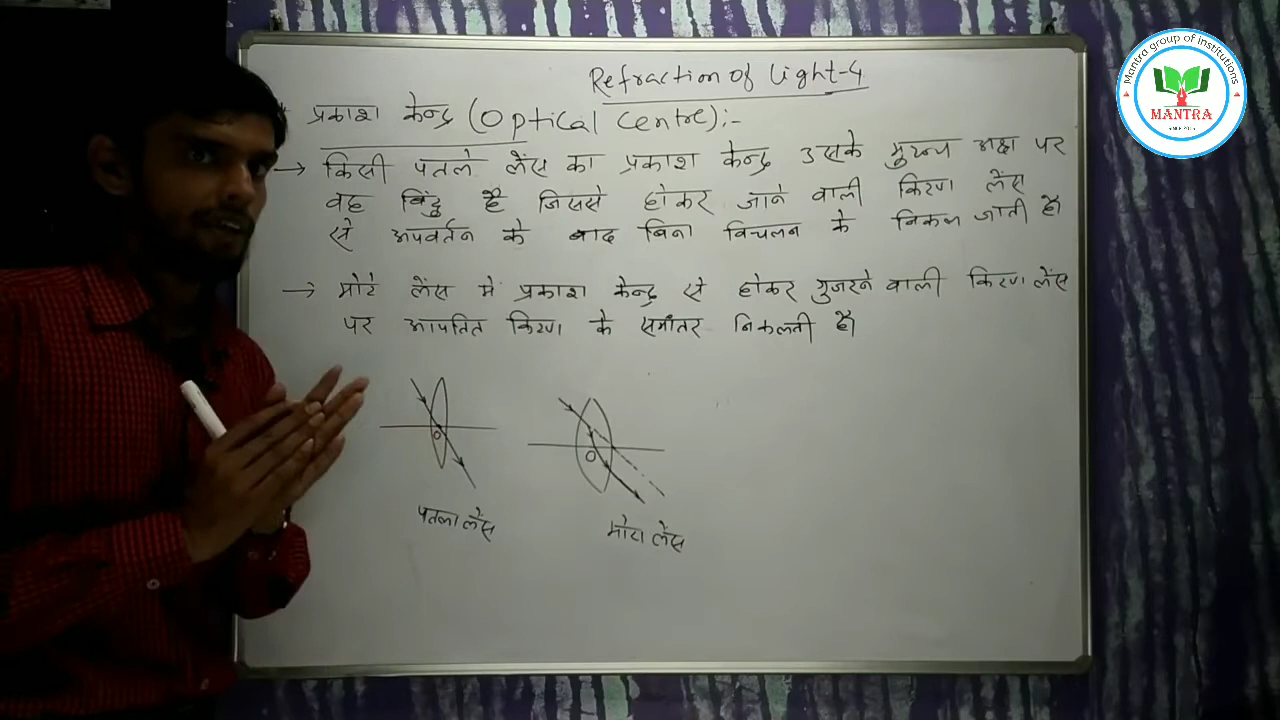 Refraction of light-4
प्रकाश केन्द्र (Optical Centre):-
→ किसी पतले लेंस का प्रकाश केन्द्र उसके मुख्य अक्ष पर
वह बिंदु है जिससे होकर जाने वाली किरण लेंस
से अपवर्तन के बाद बिना विचलन के निकल जाती है।
→ मोटे लेंस में प्रकाश केन्द्र से होकर गुजरने वाली किरण लेंस
पर आपतित किरण के समांतर निकलती है।
O
O
पतला लेंस
मोटा लेंस
Mantra group of Institutions
MANTRA